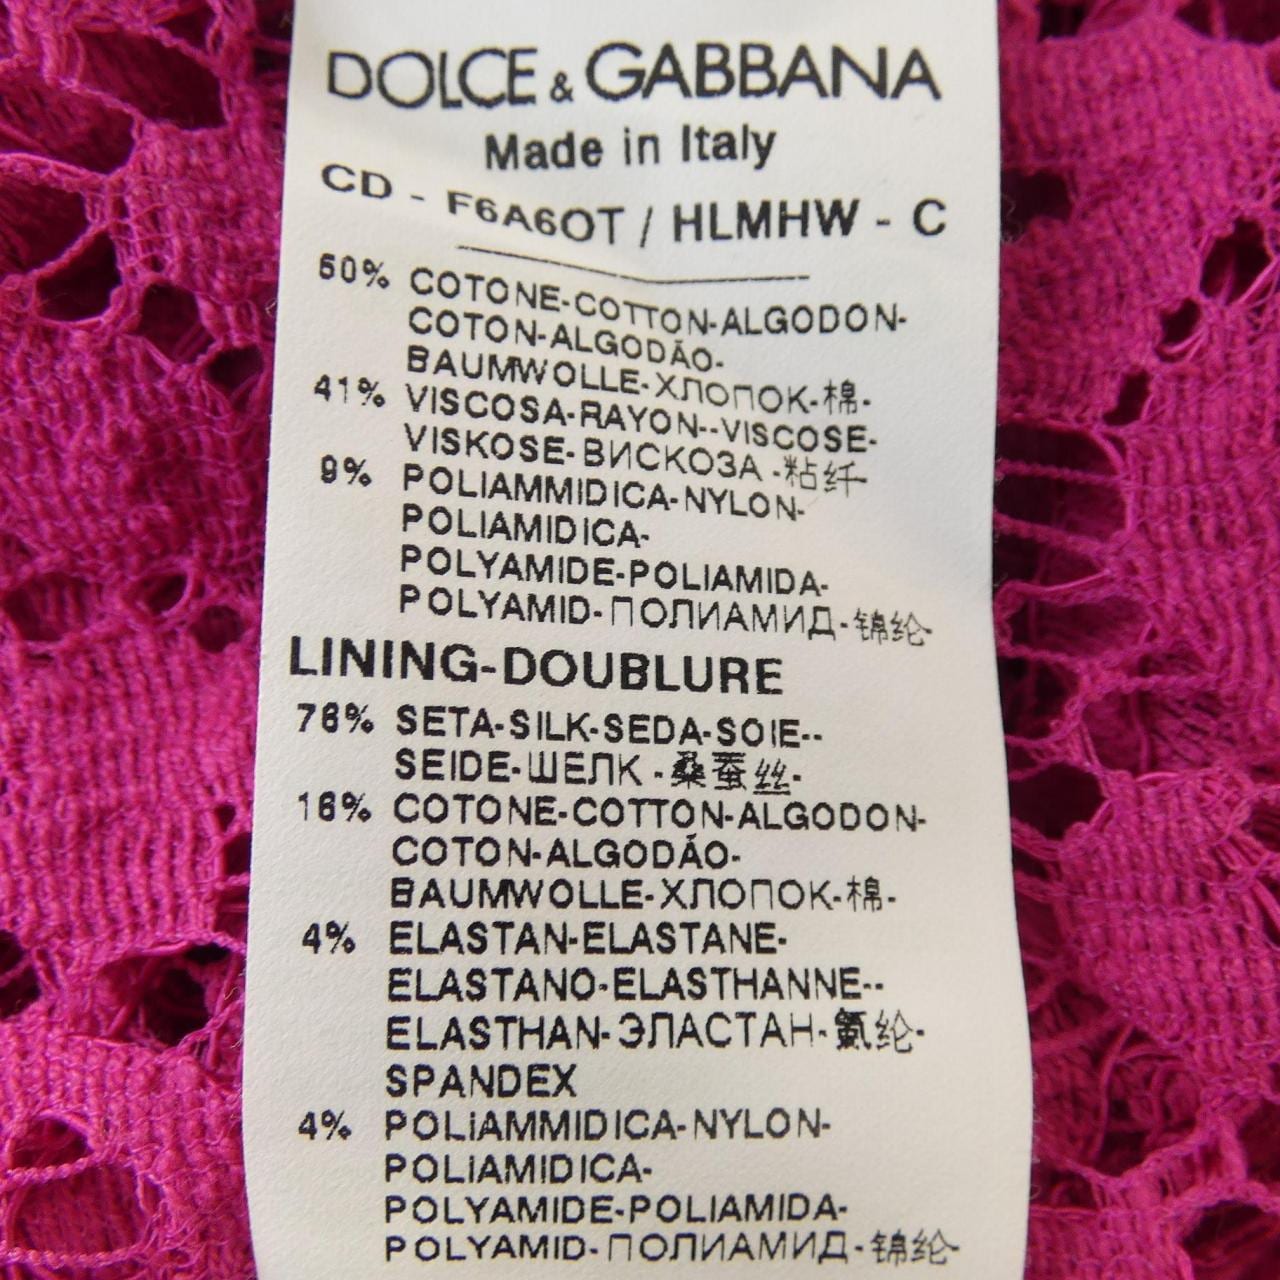 DOLCE & GABBANA
Made in Italy
CD - F6A6OT / HLMHW - C
50% COTONE-COTTON-ALGODON-
COTON-ALGODÃO-
BAUMWOLLE-ХЛОПОК-棉-
41% VISCOSA-RAYON--VISCOSE-
VISKOSE-ВИСКОЗА -粘纤-
9% POLIAMMIDICA-NYLON-
POLIAMIDICA-
POLYAMIDE-POLIAMIDA-
POLYAMID-ПОЛИАМИД-锦纶-
LINING-DOUBLURE
76% SETA-SILK-SEDA-SOIE--
SEIDE-ШЕЛК -桑蚕丝-
16% COTONE-COTTON-ALGODON-
COTON-ALGODÃO-
BAUMWOLLE-ХЛОПОК-棉-
4% ELASTAN-ELASTANE-
ELASTANO-ELASTHANNE--
ELASTHAN-ЭЛАСТАН-氨纶-
SPANDEX
4% POLIAMMIDICA-NYLON-
POLIAMIDICA-
POLYAMIDE-POLIAMIDA-
POLYAMID-ПОЛИАМИД-锦纶-